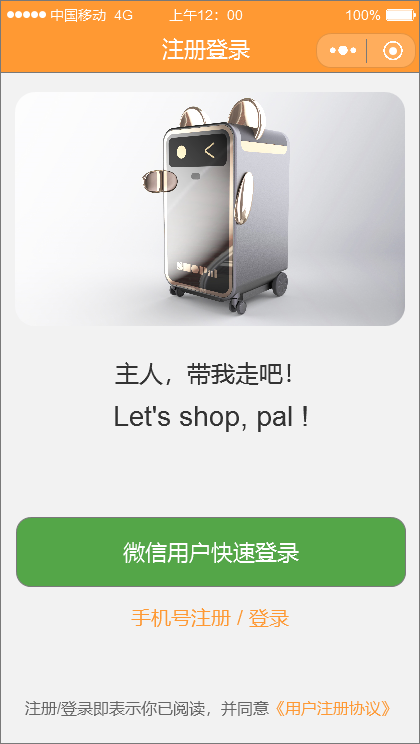 中国移动 4G 上午12：00 100%
注册登录
主人，带我走吧！
Let's shop, pal !
微信用户快速登录
手机号注册 / 登录
注册/登录即表示你已阅读，并同意《用户注册协议》